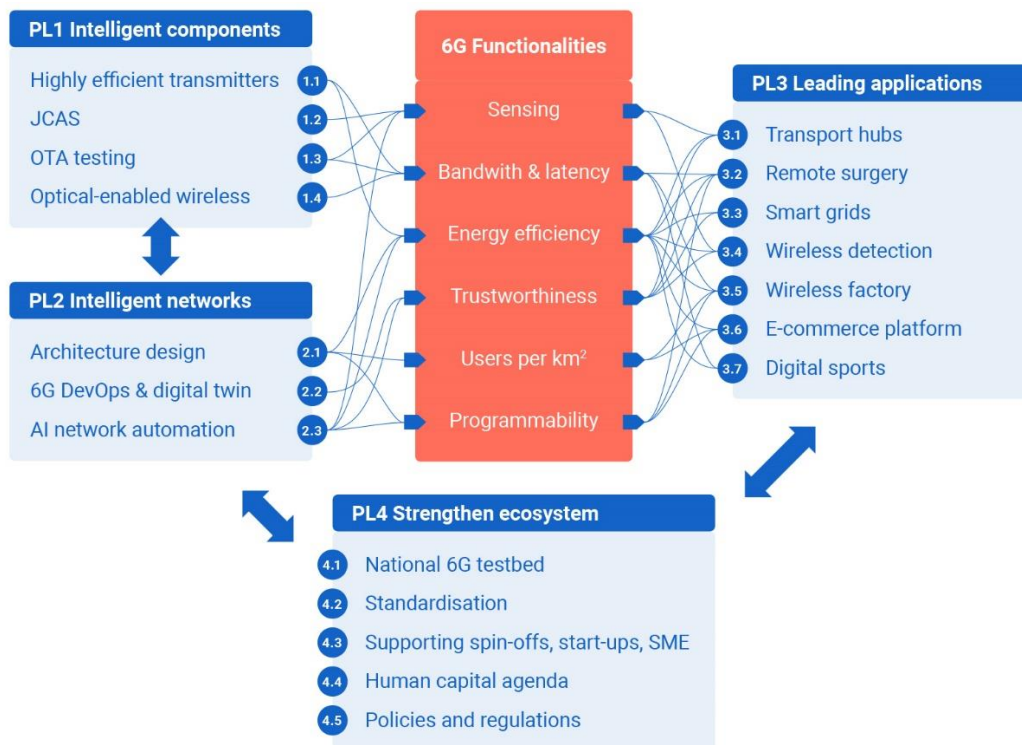 PL1 Intelligent components
Highly efficient transmitters 1.1
JCAS 1.2
OTA testing 1.3
Optical-enabled wireless 1.4
PL2 Intelligent networks
Architecture design 2.1
6G DevOps & digital twin 2.2
AI network automation 2.3
6G Functionalities
Sensing
Bandwith & latency
Energy efficiency
Trustworthiness
Users per km²
Programmability
PL3 Leading applications
3.1 Transport hubs
3.2 Remote surgery
3.3 Smart grids
3.4 Wireless detection
3.5 Wireless factory
3.6 E-commerce platform
3.7 Digital sports
PL4 Strengthen ecosystem
4.1 National 6G testbed
4.2 Standardisation
4.3 Supporting spin-offs, start-ups, SME
4.4 Human capital agenda
4.5 Policies and regulations